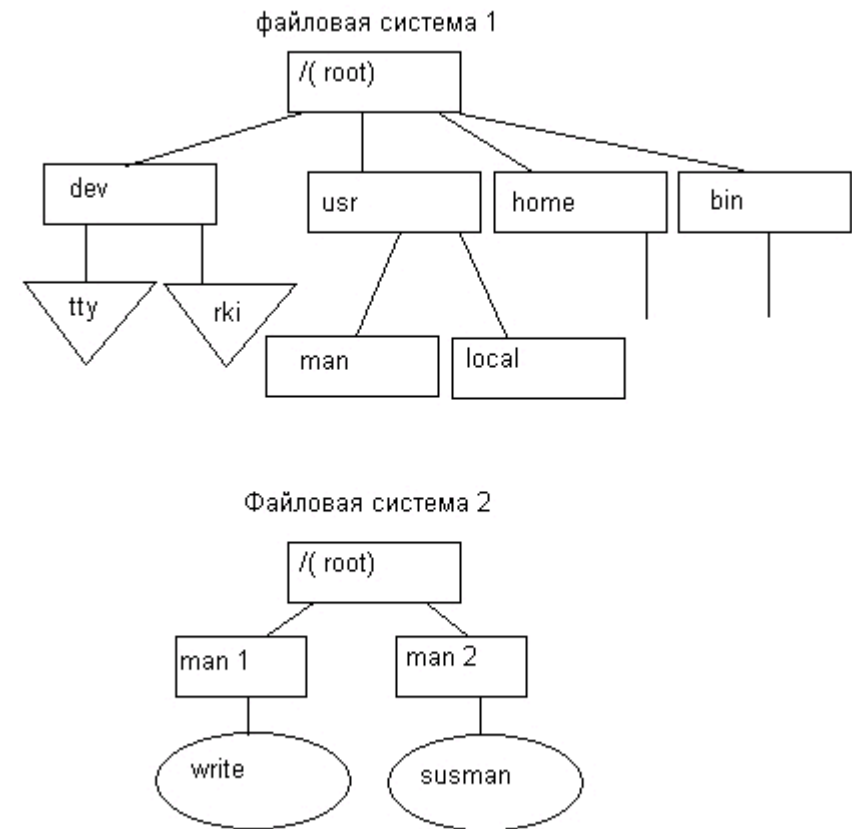 файловая система 1
/( root)
dev
usr
home
bin
tty
rki
man
local
Файловая система 2
/( root)
man 1
man 2
write
susman